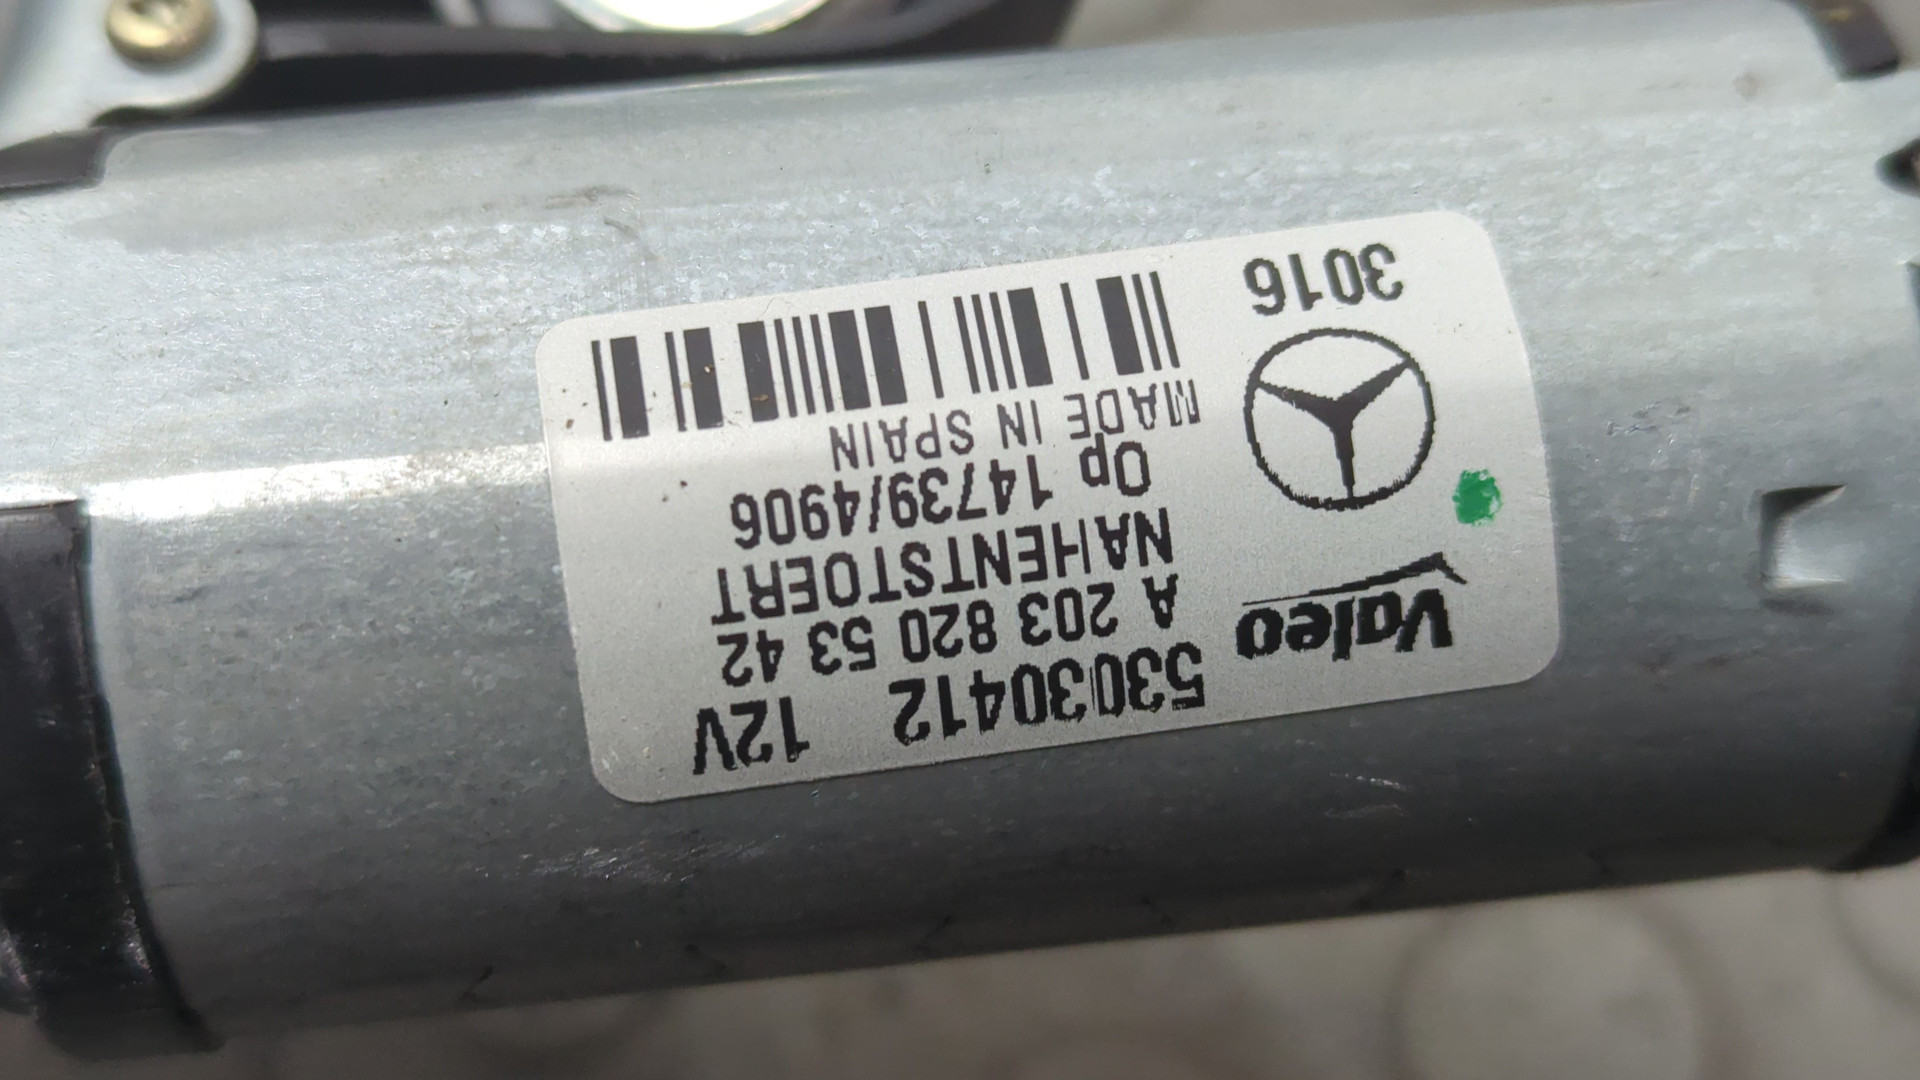 Valeo
3016
53030412 12V
A 203 820 53 42
NAHENTSTOERT
Op 14739/4906
MADE IN SPAIN